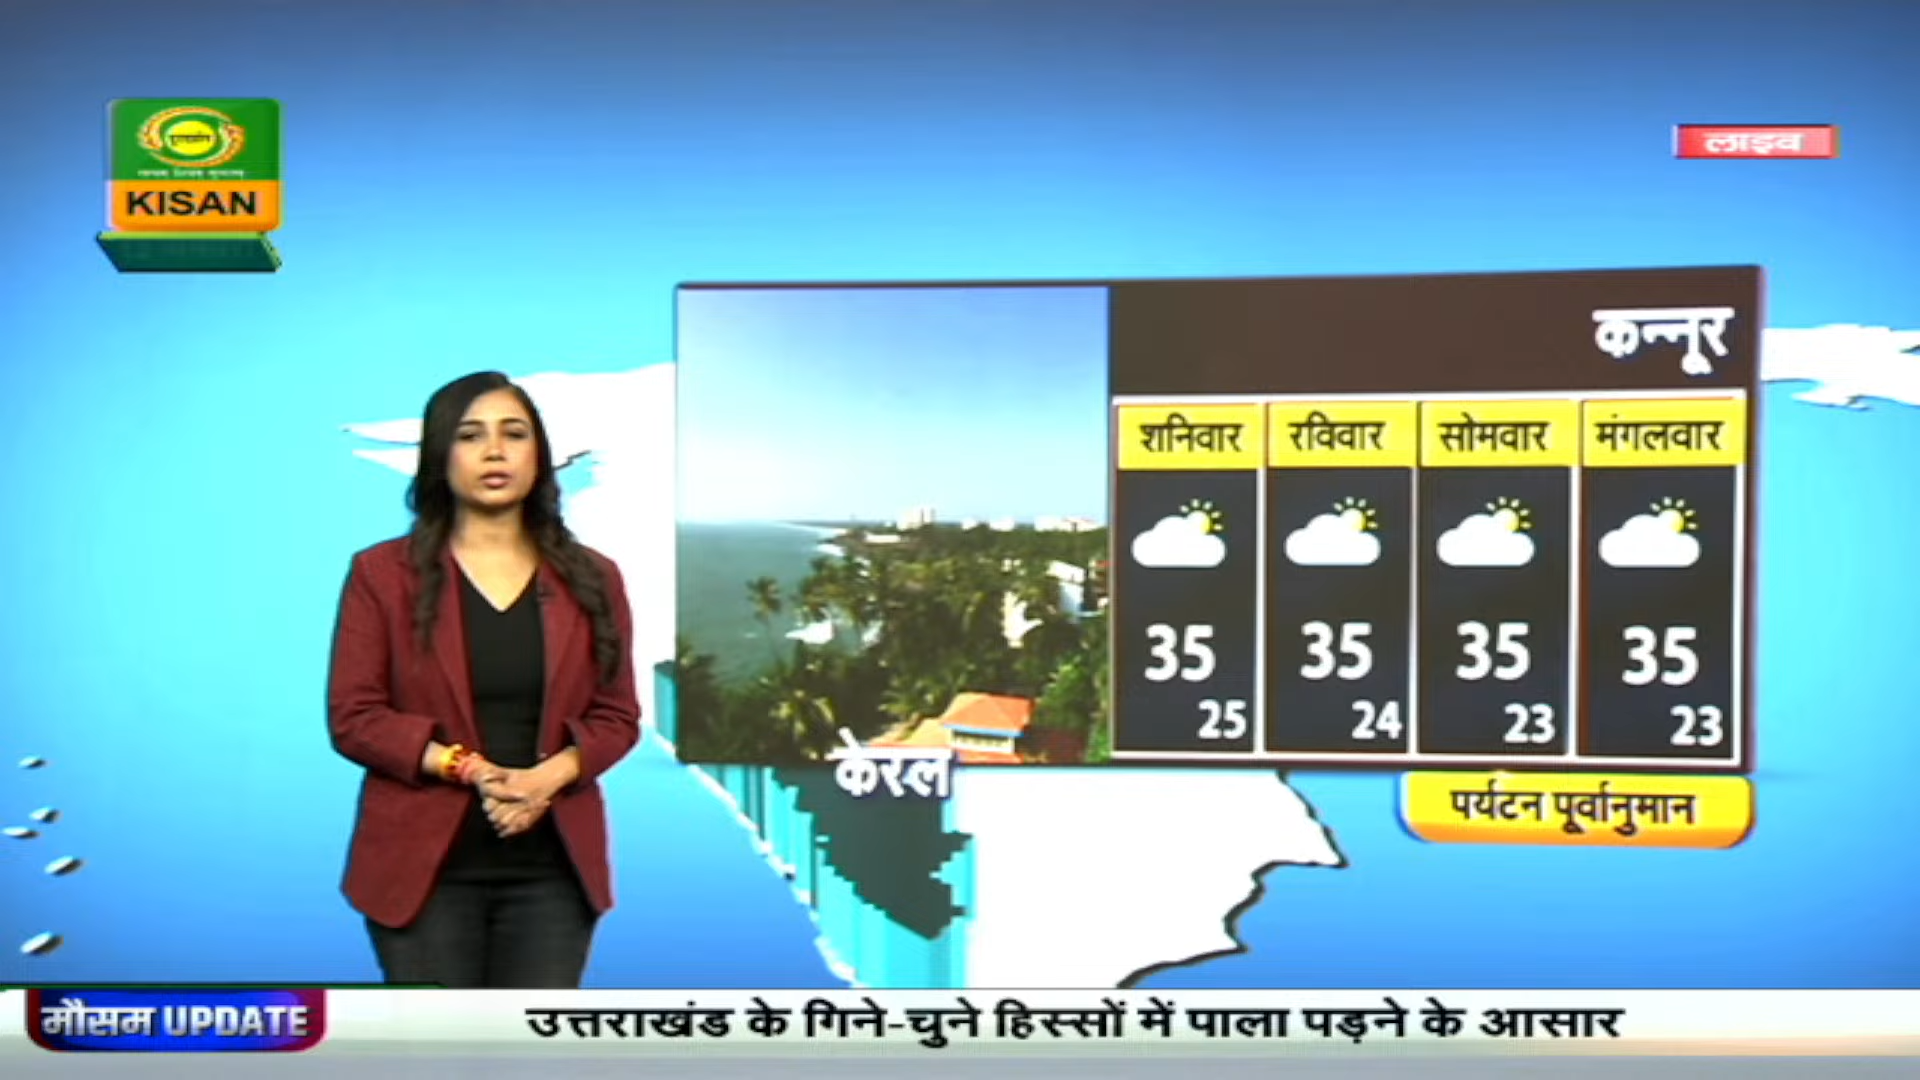 KISAN
लाइव
कन्नूर
शनिवार रविवार सोमवार मंगलवार
35 35 35 35
25 24 23 23
केरल
पर्यटन पूर्वानुमान
मौसम UPDATE
उत्तराखंड के गिने-चुने हिस्सों में पाला पड़ने के आसार